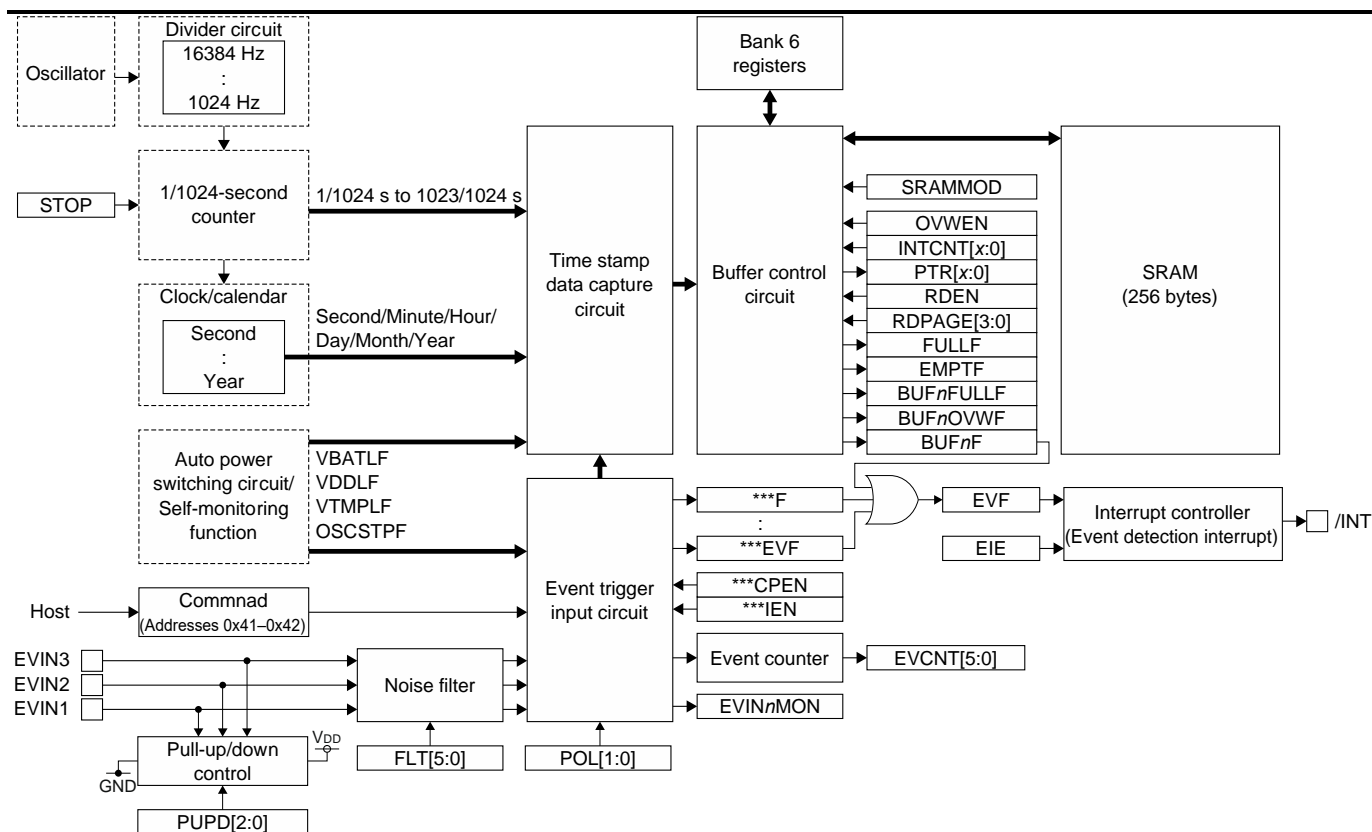 Oscillator
Divider circuit
16384 Hz
:
1024 Hz
Bank 6
registers
STOP
1/1024-second
counter
1/1024 s to 1023/1024 s
Clock/calendar
Second
:
Year
Second/Minute/Hour/
Day/Month/Year
Time stamp
data capture
circuit
Buffer control
circuit
SRAMMOD
OVWEN
INTCNT[x:0]
PTR[x:0]
RDEN
RDPAGE[3:0]
FULLF
EMPTF
BUFnFULLF
BUFnOVWF
BUFnF
SRAM
(256 bytes)
Auto power
switching circuit/
Self-monitoring
function
VBATLF
VDDLF
VTMPLF
OSCSTPF
Event trigger
input circuit
***F
:
***EVF
***CPEN
***IEN
EVF
EIE
Interrupt controller
(Event detection interrupt)
/INT
Host
Commnad
(Addresses 0x41–0x42)
EVIN3
EVIN2
EVIN1
Noise filter
Event counter
EVCNT[5:0]
EVINnMON
Pull-up/down
control
VDD
GND
FLT[5:0]
POL[1:0]
PUPD[2:0]